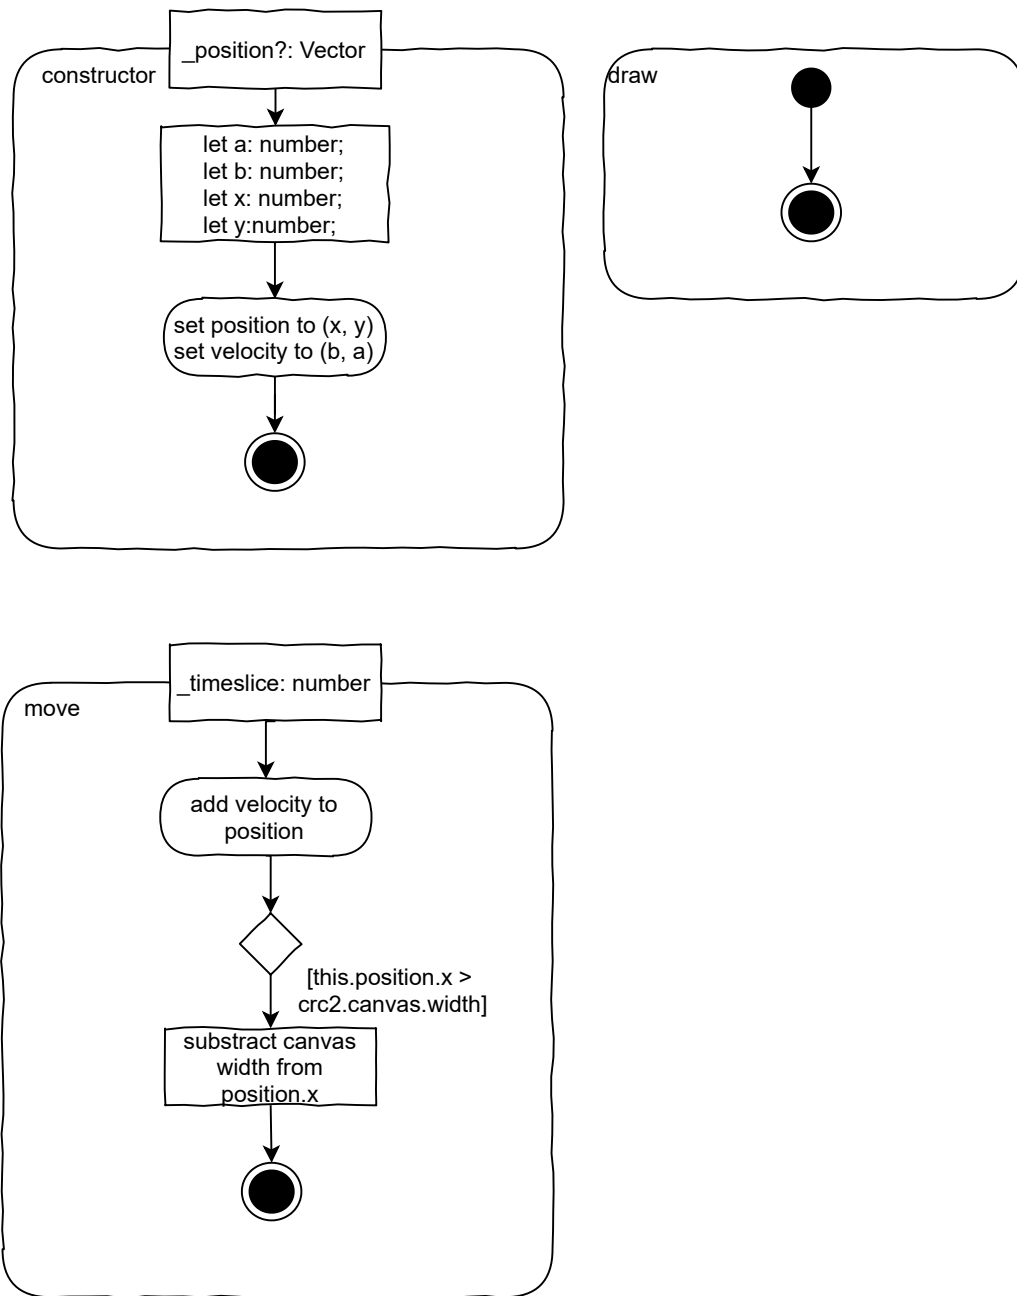 _position?: Vector
constructor
let a: number;
let b: number;
let x: number;
let y:number;
set position to (x, y)
set velocity to (b, a)
draw
_timeslice: number
move
add velocity to
position
[this.position.x >
crc2.canvas.width]
substract canvas
width from
position.x